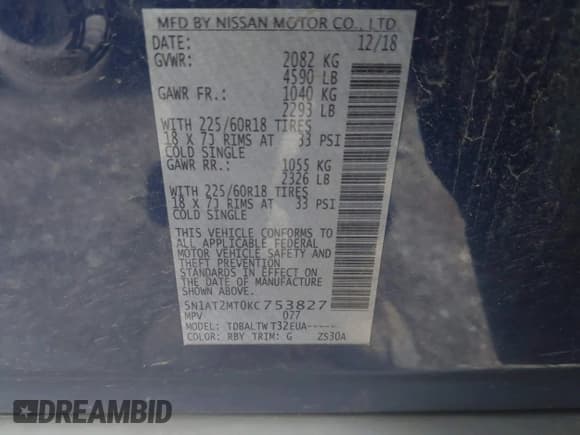 MFD BY NISSAN MOTOR CO., LTD.
DATE: 12/18
GVWR: 2082 KG
4590 LB
GAWR FR.: 1040 KG
2293 LB
WITH 225/60R18 TIRES
18 X 7J RIMS AT 33 PSI
COLD SINGLE
GAWR RR.: 1055 KG
2326 LB
WITH 225/60R18 TIRES
18 X 7J RIMS AT 33 PSI
COLD SINGLE
THIS VEHICLE CONFORMS TO
ALL APPLICABLE FEDERAL
MOTOR VEHICLE SAFETY AND
THEFT PREVENTION
STANDARDS IN EFFECT ON
THE DATE OF MANUFACTURE
SHOWN ABOVE.
5N1AT2MT0KC753827
MPV 077
MODEL: TDBALTW T32EUA-----
COLOR: RBY TRIM: G ZS30A
DREAMBID